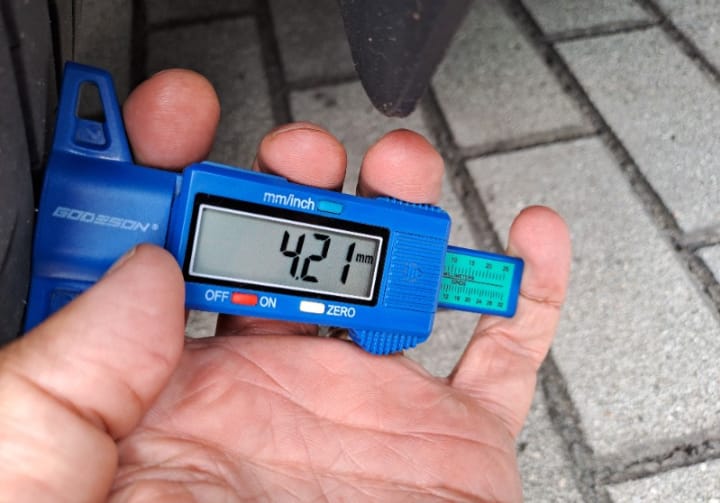 mm/inch
GODESON®
4.21 mm
OFF ON ZERO